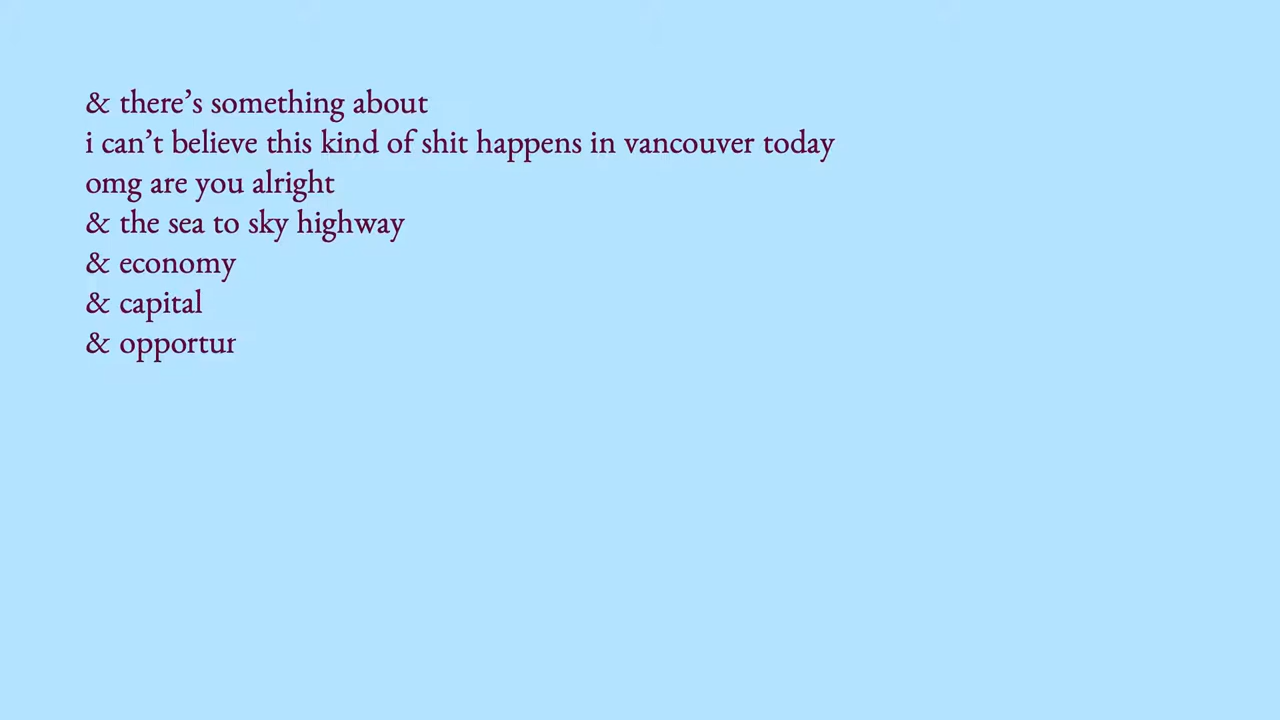 & there’s something about
i can’t believe this kind of shit happens in vancouver today
omg are you alright
& the sea to sky highway
& economy
& capital
& opportur